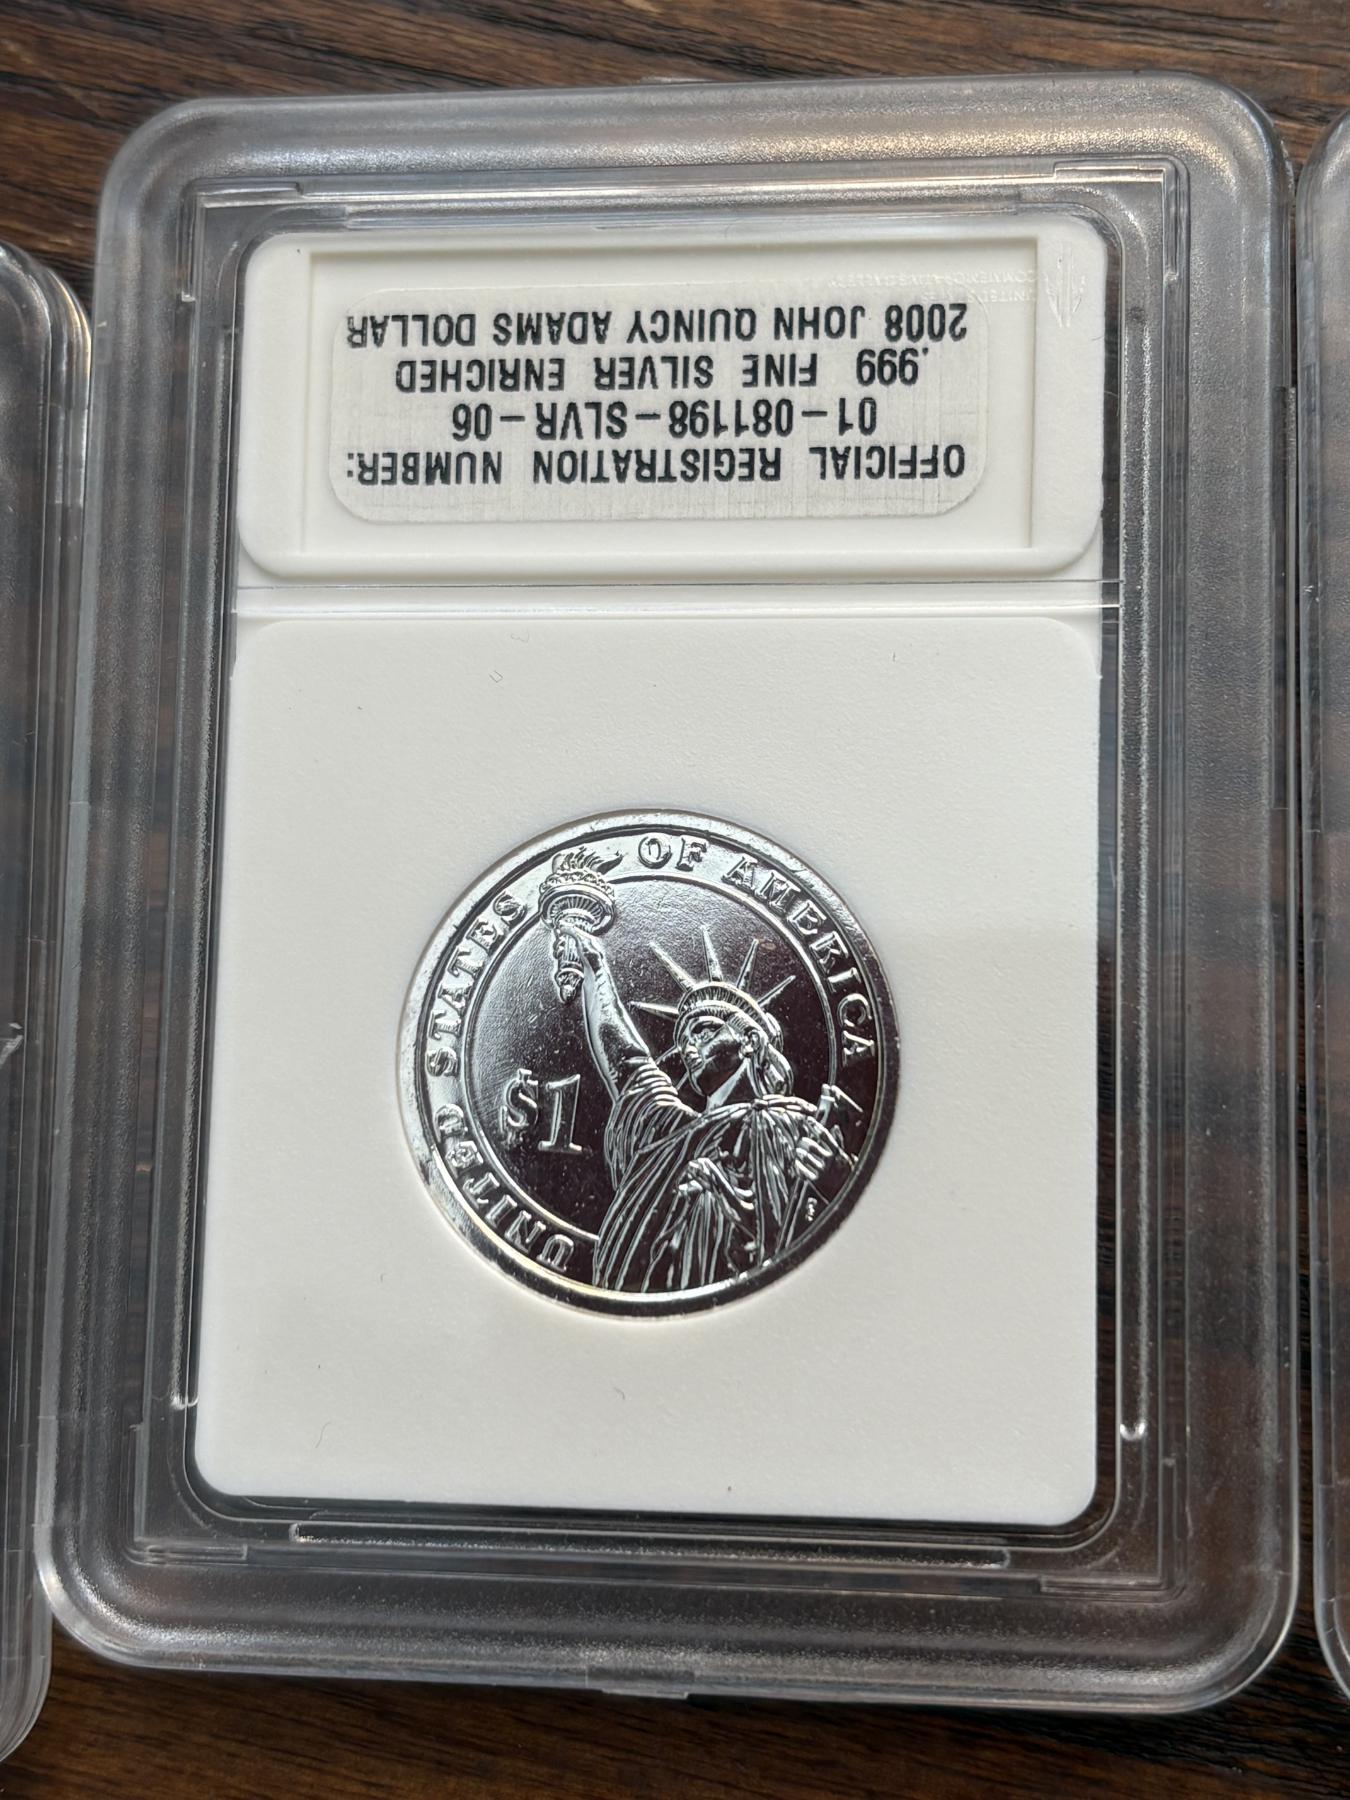 OFFICIAL REGISTRATION NUMBER:
01-081198-SLVR-06
.999 FINE SILVER ENRICHED
2008 JOHN QUINCY ADAMS DOLLAR
UNITED STATES OF AMERICA
$1